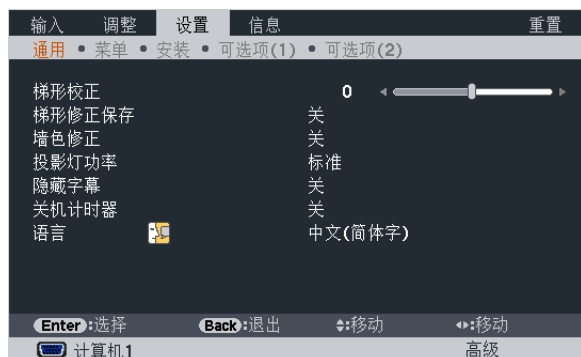 输入 调整 设置 信息 重置
通用 • 菜单 • 安装 • 可选项(1) • 可选项(2)
梯形校正 0
梯形修正保存 关
墙色修正 关
投影灯功率 标准
隐藏字幕 关
关机计时器 关
语言 中文(简体字)
Enter:选择 Back:退出 :移动 :移动
计算机1 高级